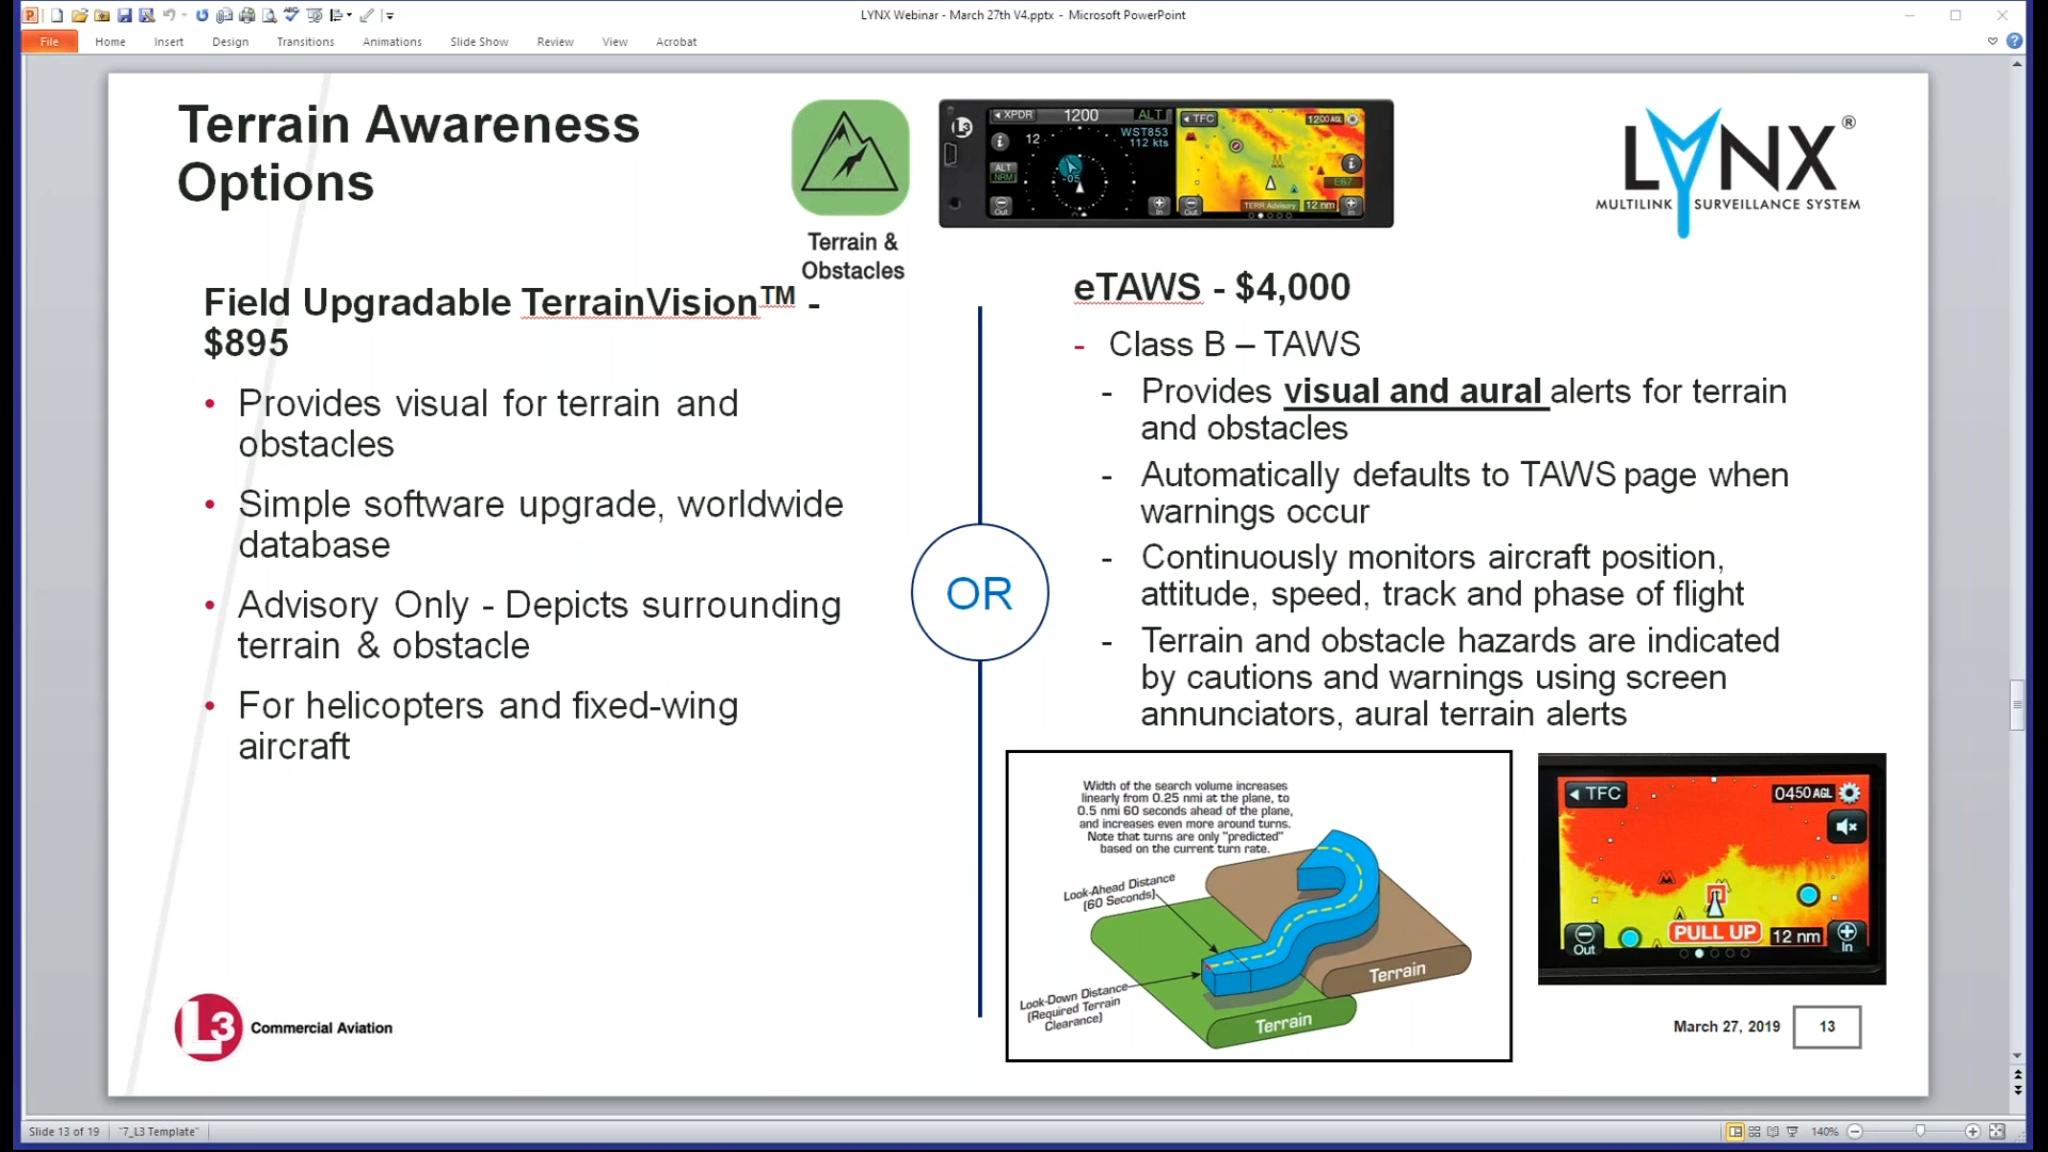 LYNX Webinar - March 27th V4.pptx - Microsoft PowerPoint
File Home Insert Design Transitions Animations Slide Show Review View Acrobat
Terrain Awareness
Options
Terrain &
Obstacles
L3
XPDR 1200 ALT
12
WST853
112 kts
ALT
NRM
-05
Out
In
TFC
1200 AGL
TERR Advisory 12 nm
Out
In
LYNX®
MULTILINK SURVEILLANCE SYSTEM
Field Upgradable TerrainVision™ -
$895
• Provides visual for terrain and
obstacles
• Simple software upgrade, worldwide
database
• Advisory Only - Depicts surrounding
terrain & obstacle
• For helicopters and fixed-wing
aircraft
OR
eTAWS - $4,000
- Class B – TAWS
- Provides visual and aural alerts for terrain
and obstacles
- Automatically defaults to TAWS page when
warnings occur
- Continuously monitors aircraft position,
attitude, speed, track and phase of flight
- Terrain and obstacle hazards are indicated
by cautions and warnings using screen
annunciators, aural terrain alerts
Width of the search volume increases
linearly from 0.25 nmi at the plane, to
0.5 nmi 60 seconds ahead of the plane,
and increases even more around turns.
Note that turns are only "predicted"
based on the current turn rate.
Look-Ahead Distance
(60 Seconds)
Look-Down Distance
(Required Terrain
Clearance)
Terrain
Terrain
TFC
0450 AGL
PULL UP
12 nm
Out
In
L3 Commercial Aviation
March 27, 2019 13
Slide 13 of 19 "7_L3 Template" 140%